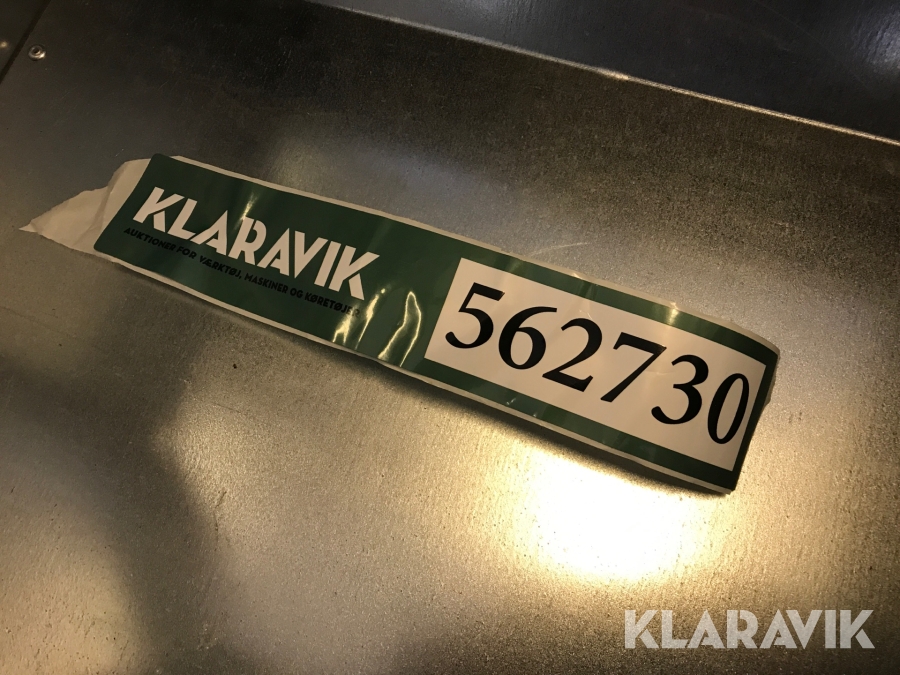 KLARAVIK
AUKTIONER FOR VÆRKTØJ, MASKINER OG KØRETØJER
562730
KLARAVIK